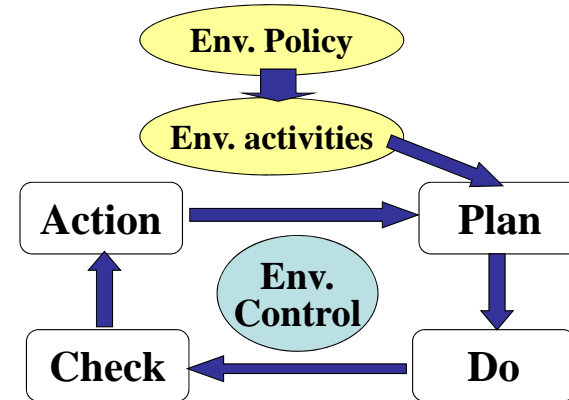 Env. Policy
Env. activities
Action
Plan
Env.
Control
Check
Do